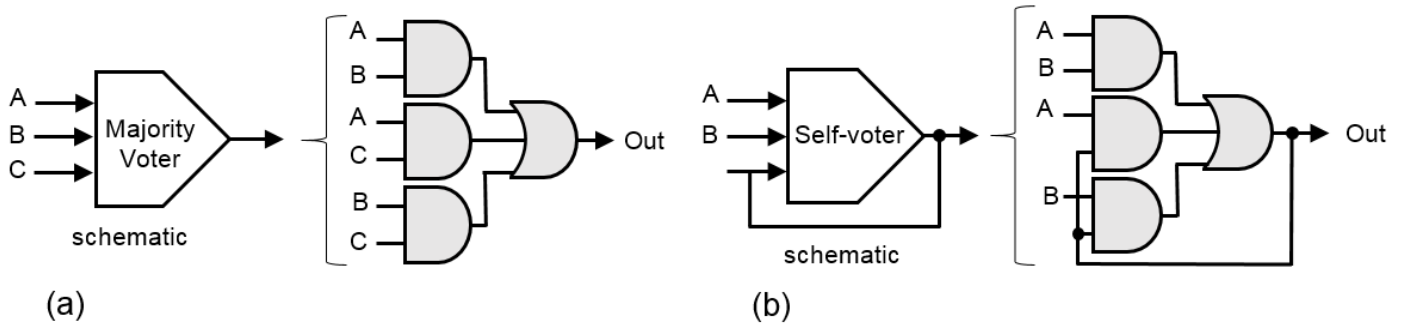 A
B
C
Majority
Voter
schematic
A
B
A
C
B
C
Out
(a)
A
B
Self-voter
schematic
A
B
A
B
Out
(b)